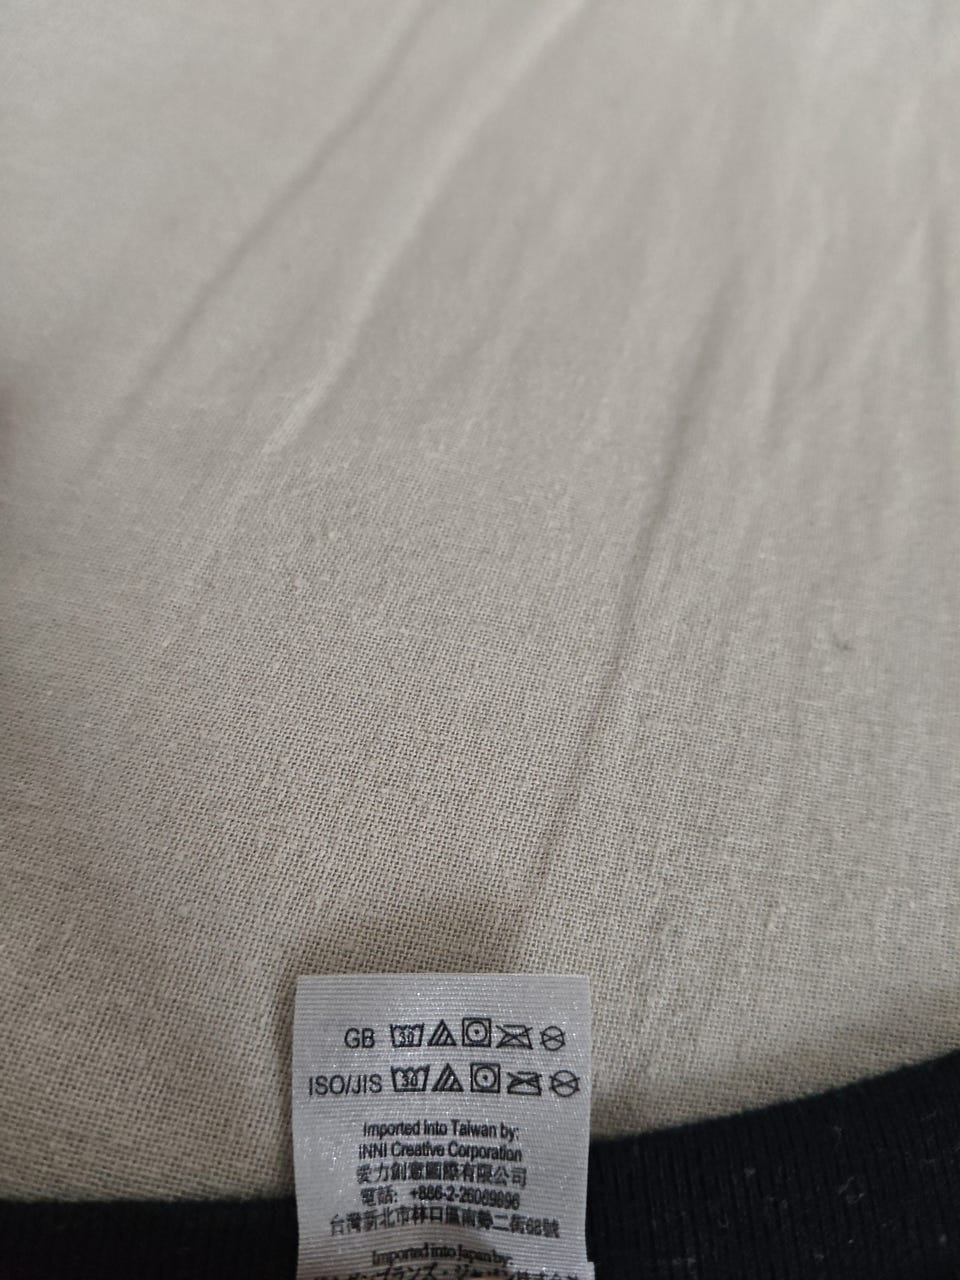 GB
ISO/JIS
Imported into Taiwan by:
INNI Creative Corporation
愛力創意國際有限公司
電話: +886-2-26089896
台灣新北市林口區南勢二街68號
Imported into Japan by: